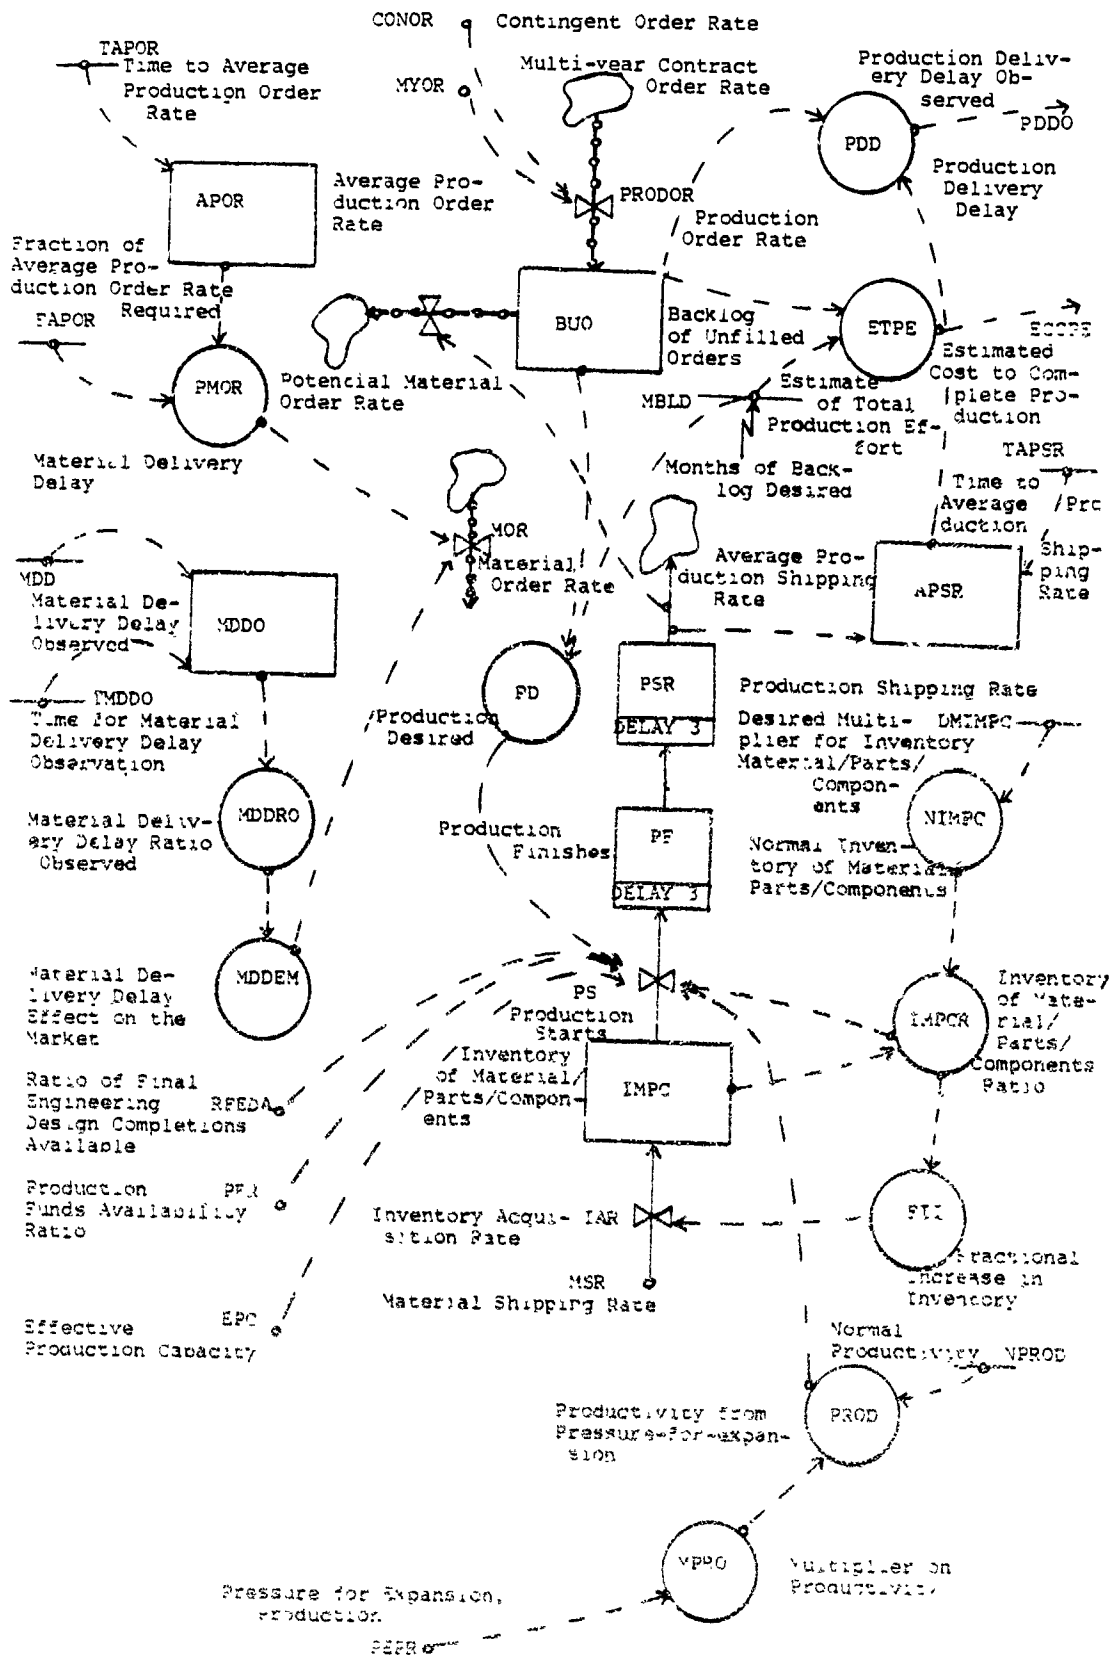 CONOR Contingent Order Rate
TAPOR
Time to Average
Production Order
Rate
MYOR
Multi-year Contract
Order Rate
Production Deliv-
ery Delay Ob-
served
PDDO
PDD
Production
Delivery
Delay
APOR
Average Pro-
duction Order
Rate
PRODOR
Production
Order Rate
Fraction of
Average Pro-
duction Order Rate
Required
FAPOR
BUO
Backlog
of Unfilled
Orders
ETPE
Estimated
Cost to Com-
plete Pro-
duction
PMOR
Potencial Material
Order Rate
MBLD
Estimate
of Total
Production Ef-
fort
Months of Back-
log Desired
TAPSR
Time to
Average /Pro
duction
Ship-
ping
Rate
Material Delivery
Delay
MOR
Material
Order Rate
MDD
Material De-
livery Delay
Observed
MDDO
Average Pro-
duction Shipping
Rate
APSR
TMDDO
Time for Material
Delivery Delay
Observation
PD
Production
Desired
PSR
DELAY 3
Production Shipping Rate
Desired Multi- DMIMPC
plier for Inventory
Material/Parts/
Compon-
ents
MDDRO
Material Deliv-
ery Delay Ratio
Observed
Production
Finishes
PF
DELAY 3
NIMPC
Normal Inven-
tory of Material
Parts/Components
MDDEM
Material De-
livery Delay
Effect on the
Market
PS
Production
Starts
IMPCR
Inventory
of Mate-
rial/
Parts/
Components
Ratio
/Inventory
of Material/
/Parts/Compon-
ents
IMPC
Ratio of Final
Engineering RFEDA
Design Completions
Available
Production PFR
Funds Availability
Ratio
Inventory Acqui- IAR
sition Rate
FII
Fractional
Increase in
Inventory
MSR
Material Shipping Rate
Effective EPC
Production Capacity
Normal
Productivity NPROD
PROD
Productivity from
Pressure-for-expan-
sion
MPRO
Multiplier on
Productivity
Pressure for Expansion,
Production
PEPR